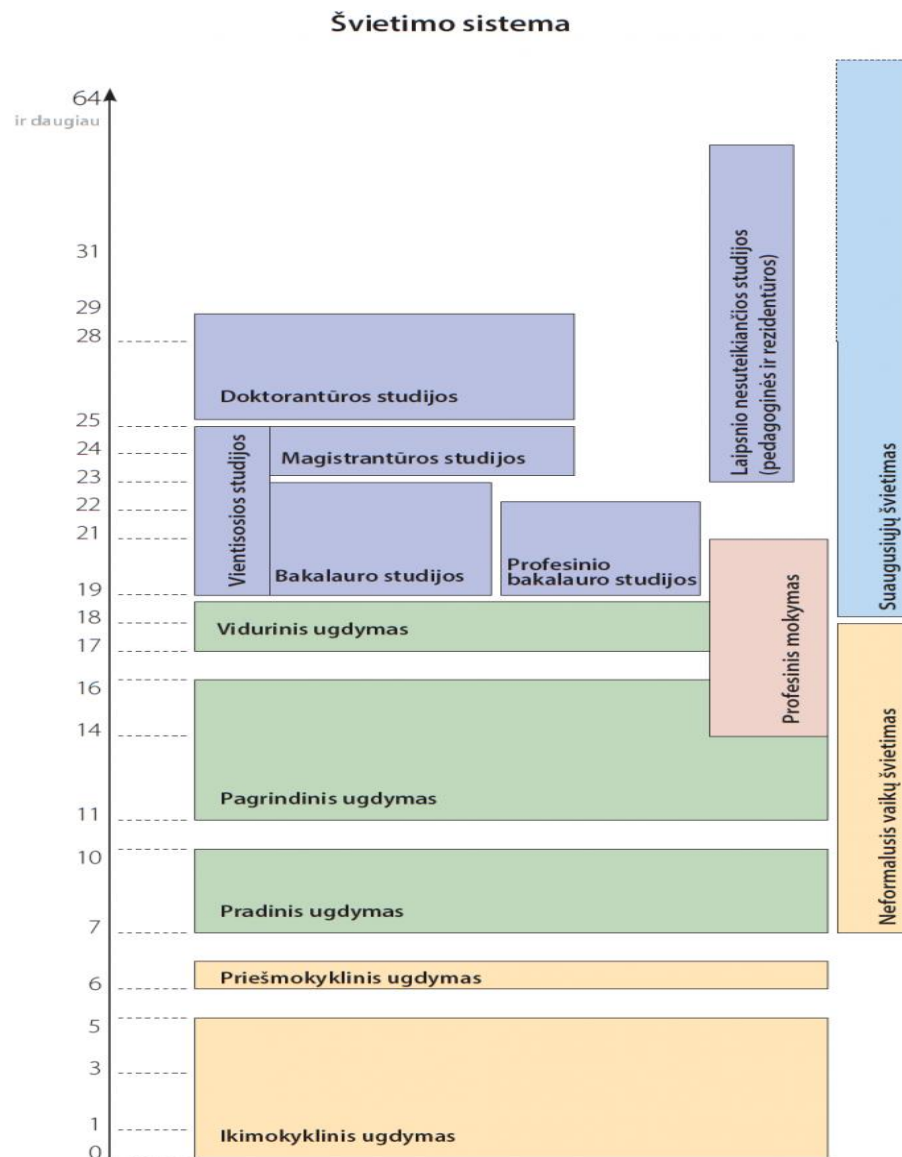 Švietimo sistema
64
ir daugiau
31
29
28
25
24
23
22
21
19
18
17
16
14
11
10
7
6
5
3
1
0
Doktorantūros studijos
Vientisosios studijos
Magistrantūros studijos
Bakalauro studijos
Profesinio
bakalauro studijos
Laipsnio nesuteikiančios studijos
(pedagoginės ir rezidentūros)
Vidurinis ugdymas
Profesinis mokymas
Pagrindinis ugdymas
Pradinis ugdymas
Priešmokyklinis ugdymas
Ikimokyklinis ugdymas
Suaugusiųjų švietimas
Neformalusis vaikų švietimas